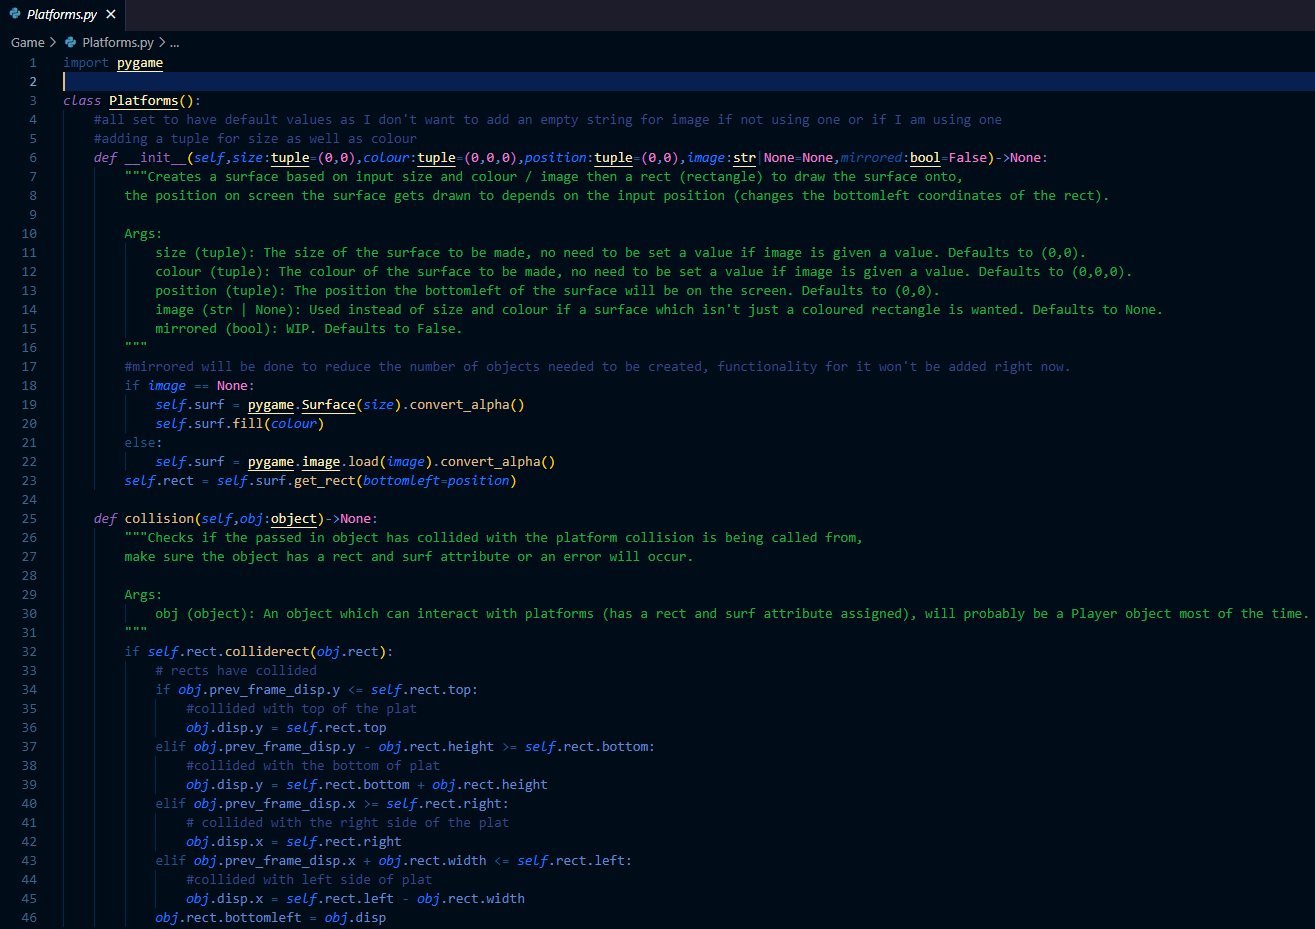 Platforms.py ×
Game > Platforms.py > ...
1 import pygame
2
3 class Platforms():
4     #all set to have default values as I don't want to add an empty string for image if not using one or if I am using one
5     #adding a tuple for size as well as colour
6     def __init__(self,size:tuple=(0,0),colour:tuple=(0,0,0),position:tuple=(0,0),image:str|None=None,mirrored:bool=False)->None:
7         """Creates a surface based on input size and colour / image then a rect (rectangle) to draw the surface onto,
8         the position on screen the surface gets drawn to depends on the input position (changes the bottomleft coordinates of the rect).
9
10         Args:
11             size (tuple): The size of the surface to be made, no need to be set a value if image is given a value. Defaults to (0,0).
12             colour (tuple): The colour of the surface to be made, no need to be set a value if image is given a value. Defaults to (0,0,0).
13             position (tuple): The position the bottomleft of the surface will be on the screen. Defaults to (0,0).
14             image (str | None): Used instead of size and colour if a surface which isn't just a coloured rectangle is wanted. Defaults to None.
15             mirrored (bool): WIP. Defaults to False.
16         """
17         #mirrored will be done to reduce the number of objects needed to be created, functionality for it won't be added right now.
18         if image == None:
19             self.surf = pygame.Surface(size).convert_alpha()
20             self.surf.fill(colour)
21         else:
22             self.surf = pygame.image.load(image).convert_alpha()
23         self.rect = self.surf.get_rect(bottomleft=position)
24
25     def collision(self,obj:object)->None:
26         """Checks if the passed in object has collided with the platform collision is being called from,
27         make sure the object has a rect and surf attribute or an error will occur.
28
29         Args:
30             obj (object): An object which can interact with platforms (has a rect and surf attribute assigned), will probably be a Player object most of the time.
31         """
32         if self.rect.colliderect(obj.rect):
33             # rects have collided
34             if obj.prev_frame_disp.y <= self.rect.top:
35                 #collided with top of the plat
36                 obj.disp.y = self.rect.top
37             elif obj.prev_frame_disp.y - obj.rect.height >= self.rect.bottom:
38                 #collided with the bottom of plat
39                 obj.disp.y = self.rect.bottom + obj.rect.height
40             elif obj.prev_frame_disp.x >= self.rect.right:
41                 # collided with the right side of the plat
42                 obj.disp.x = self.rect.right
43             elif obj.prev_frame_disp.x + obj.rect.width <= self.rect.left:
44                 #collided with left side of plat
45                 obj.disp.x = self.rect.left - obj.rect.width
46             obj.rect.bottomleft = obj.disp